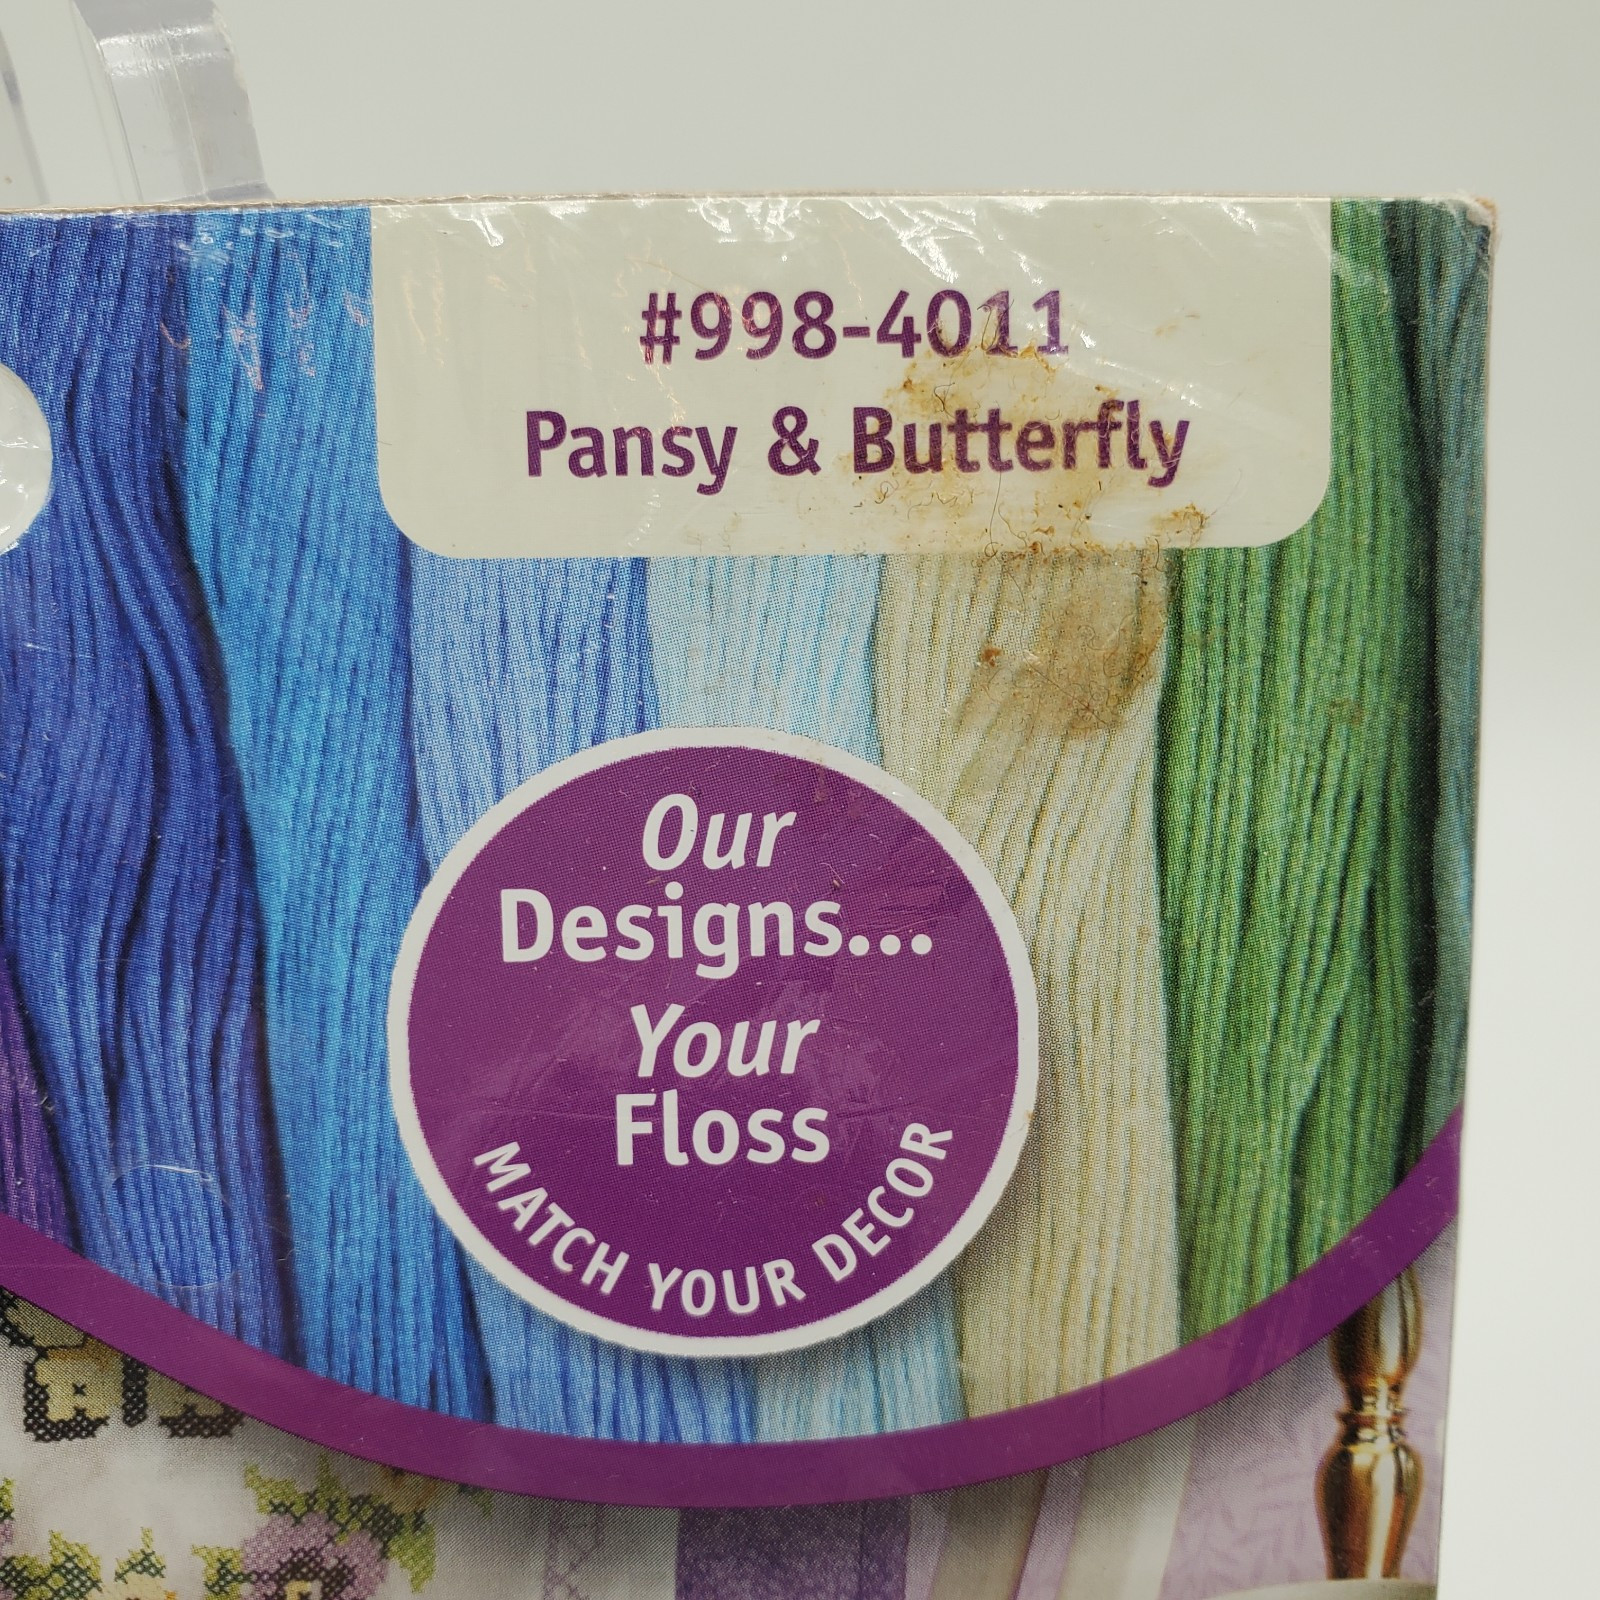 #998-4011
Pansy & Butterfly
Our
Designs...
Your
Floss
MATCH YOUR DECOR